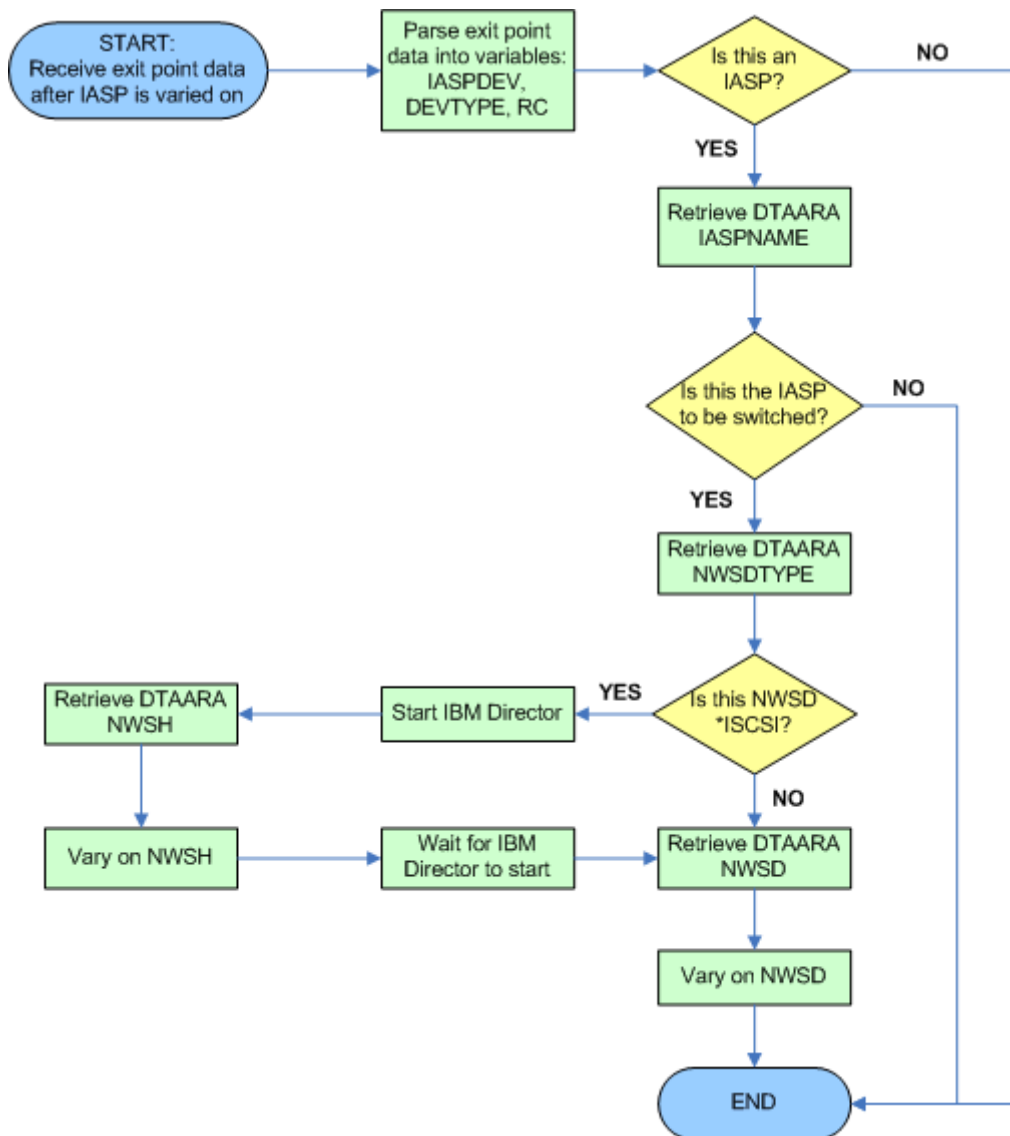 START:
Receive exit point data
after IASP is varied on
Parse exit point
data into variables:
IASPDEV,
DEVTYPE, RC
Is this an
IASP?
NO
YES
Retrieve DTAARA
IASPNAME
Is this the IASP
to be switched?
NO
YES
Retrieve DTAARA
NWSDTYPE
Is this NWSD
*ISCSI?
YES
Start IBM Director
Retrieve DTAARA
NWSH
NO
Vary on NWSH
Wait for IBM
Director to start
Retrieve DTAARA
NWSD
Vary on NWSD
END